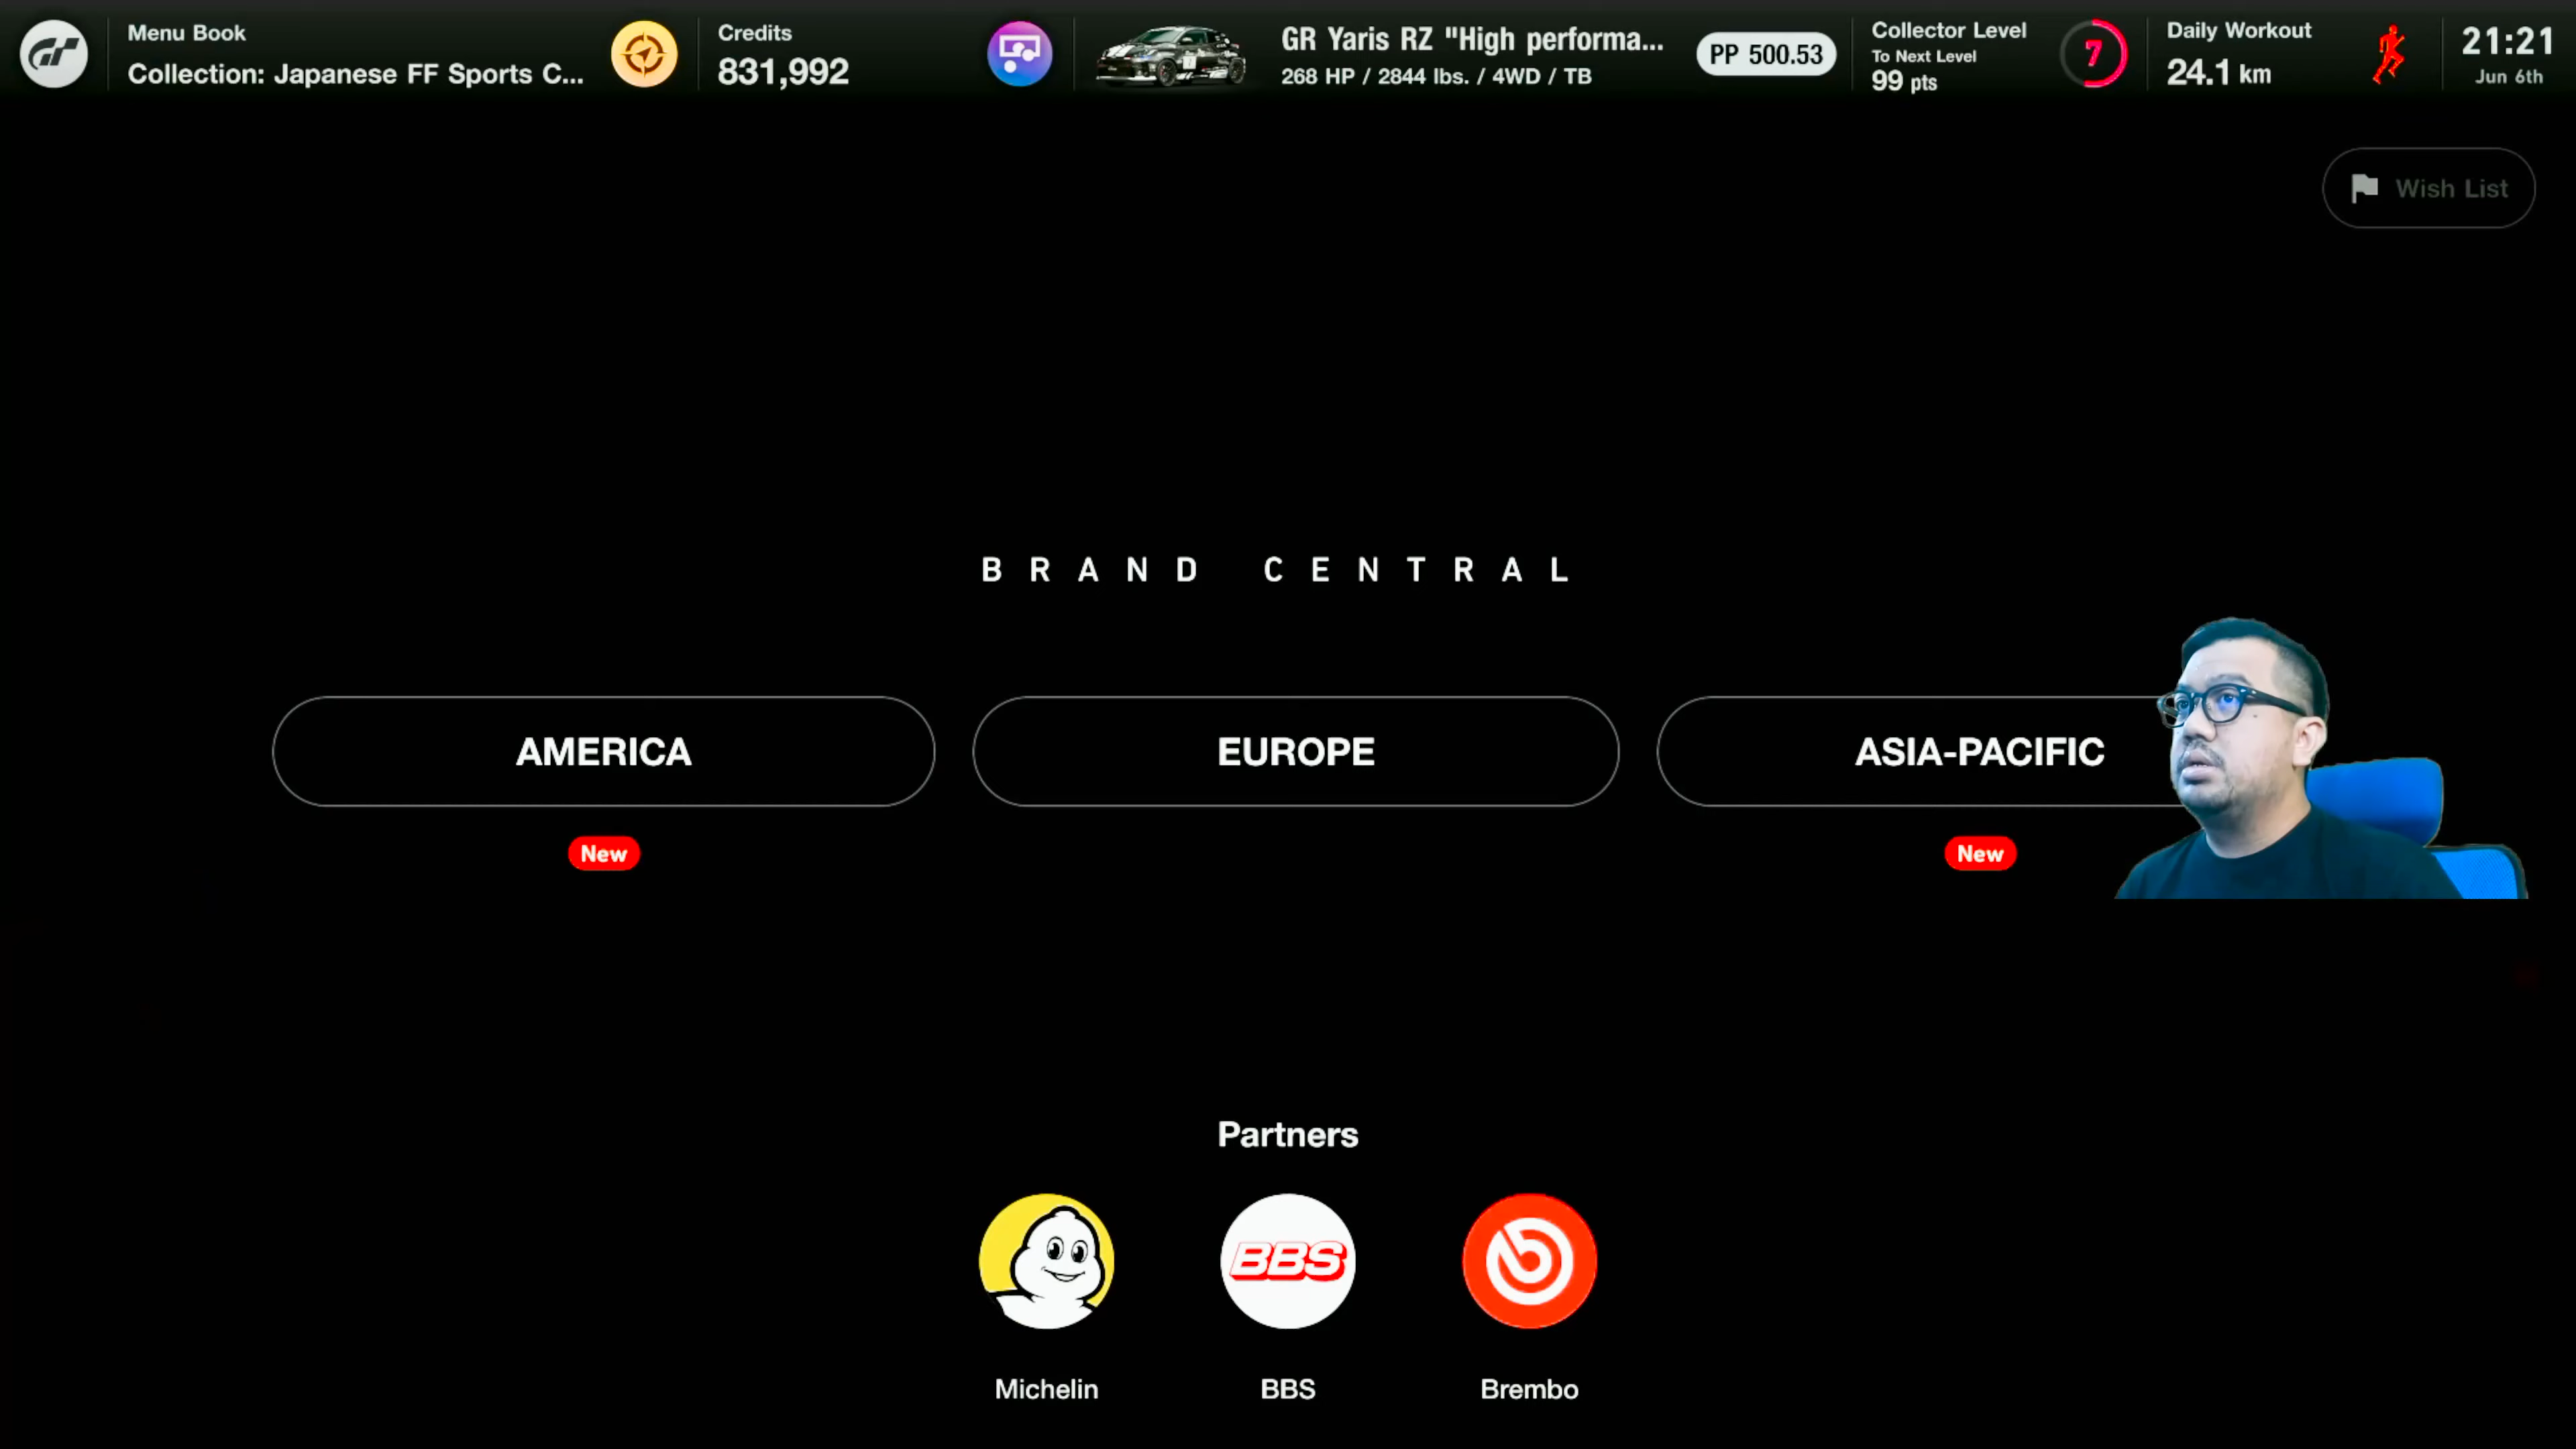 GT
Menu Book
Collection: Japanese FF Sports C...
Credits
831,992
GR Yaris RZ "High performa...
268 HP / 2844 lbs. / 4WD / TB
PP 500.53
Collector Level
To Next Level
99 pts
7
Daily Workout
24.1 km
21:21
Jun 6th
Wish List
BRAND CENTRAL
AMERICA
EUROPE
ASIA-PACIFIC
New
New
Partners
BBS
Michelin
BBS
Brembo